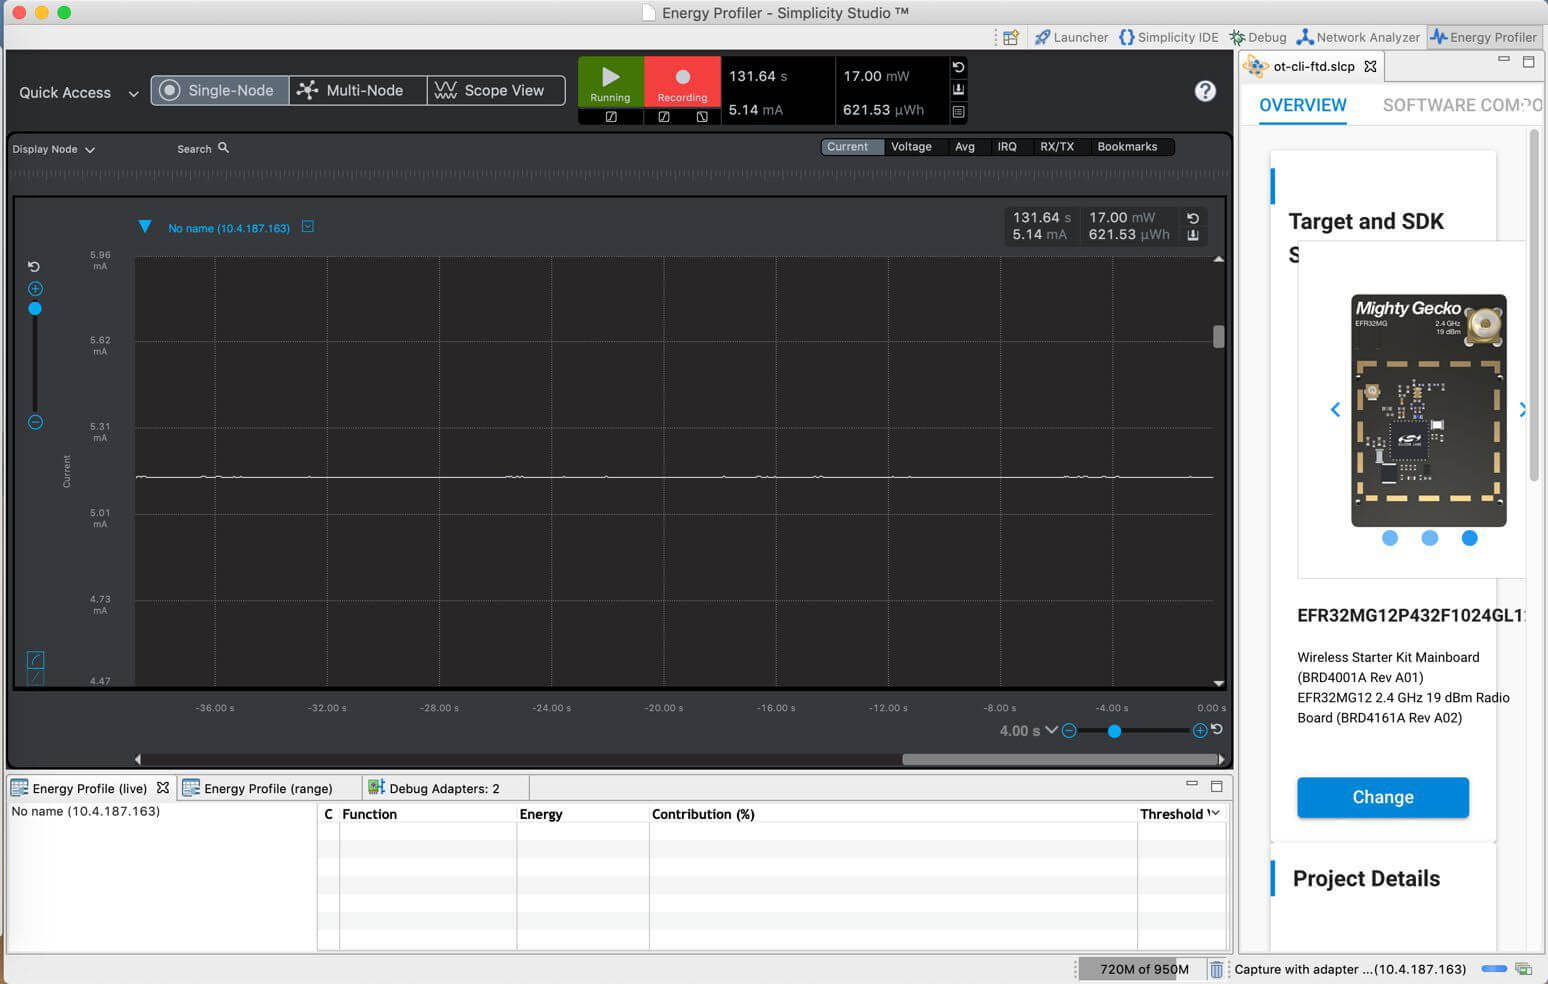 Energy Profiler - Simplicity Studio ™
Launcher
Simplicity IDE
Debug
Network Analyzer
Energy Profiler
Quick Access
Single-Node
Multi-Node
Scope View
Running
Recording
131.64 s
5.14 mA
17.00 mW
621.53 µWh
?
ot-cli-ftd.slcp
OVERVIEW
SOFTWARE COMPO
Display Node
Search
Current
Voltage
Avg
IRQ
RX/TX
Bookmarks
No name (10.4.187.163)
131.64 s
5.14 mA
17.00 mW
621.53 µWh
5.96
mA
5.62
mA
5.31
mA
5.01
mA
4.73
mA
4.47
Current
-36.00 s
-32.00 s
-28.00 s
-24.00 s
-20.00 s
-16.00 s
-12.00 s
-8.00 s
-4.00 s
0.00 s
4.00 s
Target and SDK
S
Mighty Gecko
EFR32MG
2.4 GHz
19 dBm
SILICON LABS
EFR32MG12P432F1024GL1
Wireless Starter Kit Mainboard
(BRD4001A Rev A01)
EFR32MG12 2.4 GHz 19 dBm Radio
Board (BRD4161A Rev A02)
Change
Project Details
Energy Profile (live)
Energy Profile (range)
Debug Adapters: 2
No name (10.4.187.163)
C
Function
Energy
Contribution (%)
Threshold
720M of 950M
Capture with adapter ...(10.4.187.163)